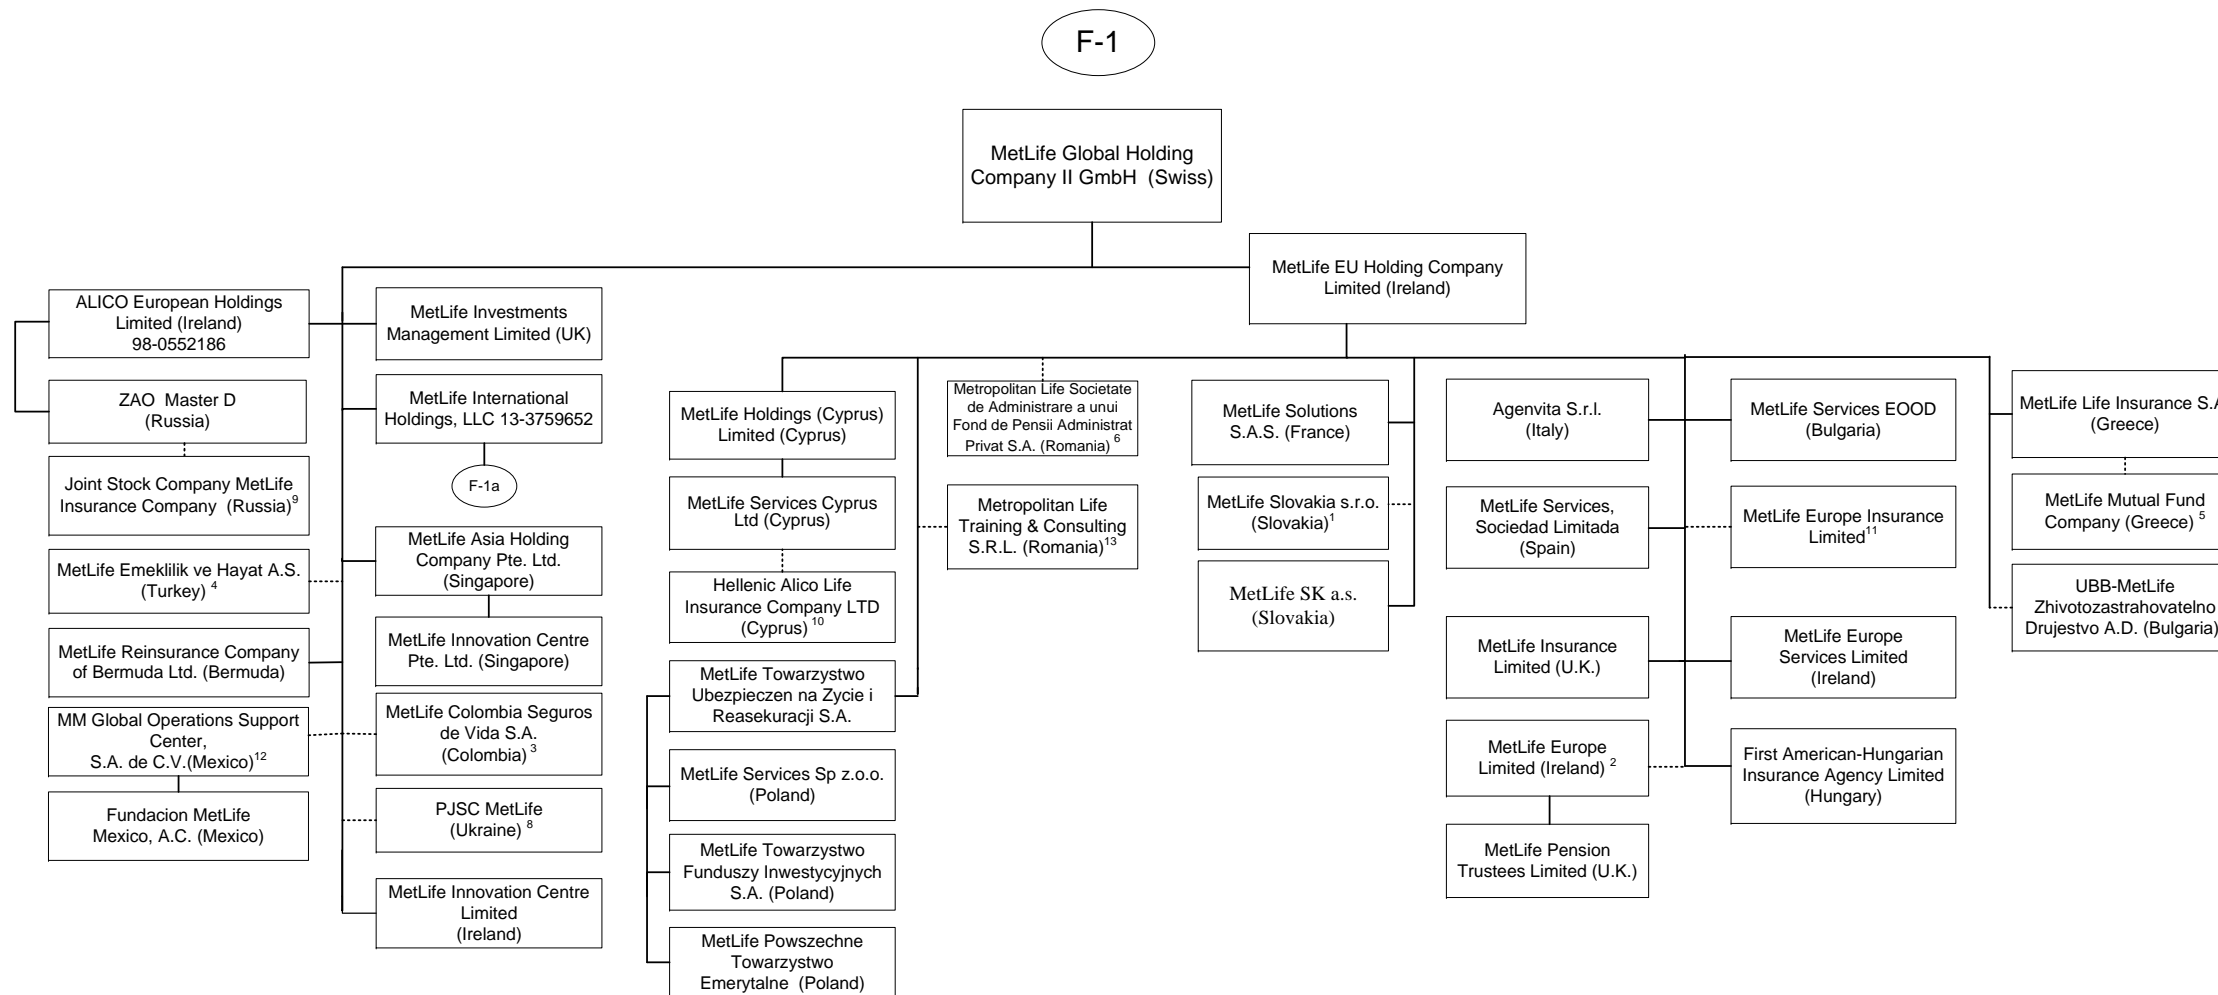 F-1
MetLife Global Holding
Company II GmbH (Swiss)
MetLife EU Holding Company
Limited (Ireland)
ALICO European Holdings
Limited (Ireland)
98-0552186
ZAO Master D
(Russia)
Joint Stock Company MetLife
Insurance Company (Russia)9
MetLife Emeklilik ve Hayat A.S.
(Turkey) 4
MetLife Reinsurance Company
of Bermuda Ltd. (Bermuda)
MM Global Operations Support
Center,
S.A. de C.V.(Mexico)12
Fundacion MetLife
Mexico, A.C. (Mexico)
MetLife Investments
Management Limited (UK)
MetLife International
Holdings, LLC 13-3759652
F-1a
MetLife Asia Holding
Company Pte. Ltd.
(Singapore)
MetLife Innovation Centre
Pte. Ltd. (Singapore)
MetLife Colombia Seguros
de Vida S.A.
(Colombia) 3
PJSC MetLife
(Ukraine) 8
MetLife Innovation Centre
Limited
(Ireland)
MetLife Holdings (Cyprus)
Limited (Cyprus)
MetLife Services Cyprus
Ltd (Cyprus)
Hellenic Alico Life
Insurance Company LTD
(Cyprus) 10
MetLife Towarzystwo
Ubezpieczen na Zycie i
Reasekuracji S.A.
MetLife Services Sp z.o.o.
(Poland)
MetLife Towarzystwo
Funduszy Inwestycyjnych
S.A. (Poland)
MetLife Powszechne
Towarzystwo
Emerytalne (Poland)
Metropolitan Life Societate
de Administrare a unui
Fond de Pensii Administrat
Privat S.A. (Romania) 6
Metropolitan Life
Training & Consulting
S.R.L. (Romania)13
MetLife Solutions
S.A.S. (France)
MetLife Slovakia s.r.o.
(Slovakia)1
MetLife SK a.s.
(Slovakia)
Agenvita S.r.l.
(Italy)
MetLife Services,
Sociedad Limitada
(Spain)
MetLife Insurance
Limited (U.K.)
MetLife Europe
Limited (Ireland) 2
MetLife Pension
Trustees Limited (U.K.)
MetLife Services EOOD
(Bulgaria)
MetLife Europe Insurance
Limited11
MetLife Europe
Services Limited
(Ireland)
First American-Hungarian
Insurance Agency Limited
(Hungary)
MetLife Life Insurance
(Greece)
MetLife Mutual Fund
Company (Greece) 5
UBB-MetLife
Zhivotozastrahovatelno
Drujestvo A.D. (Bulgaria)